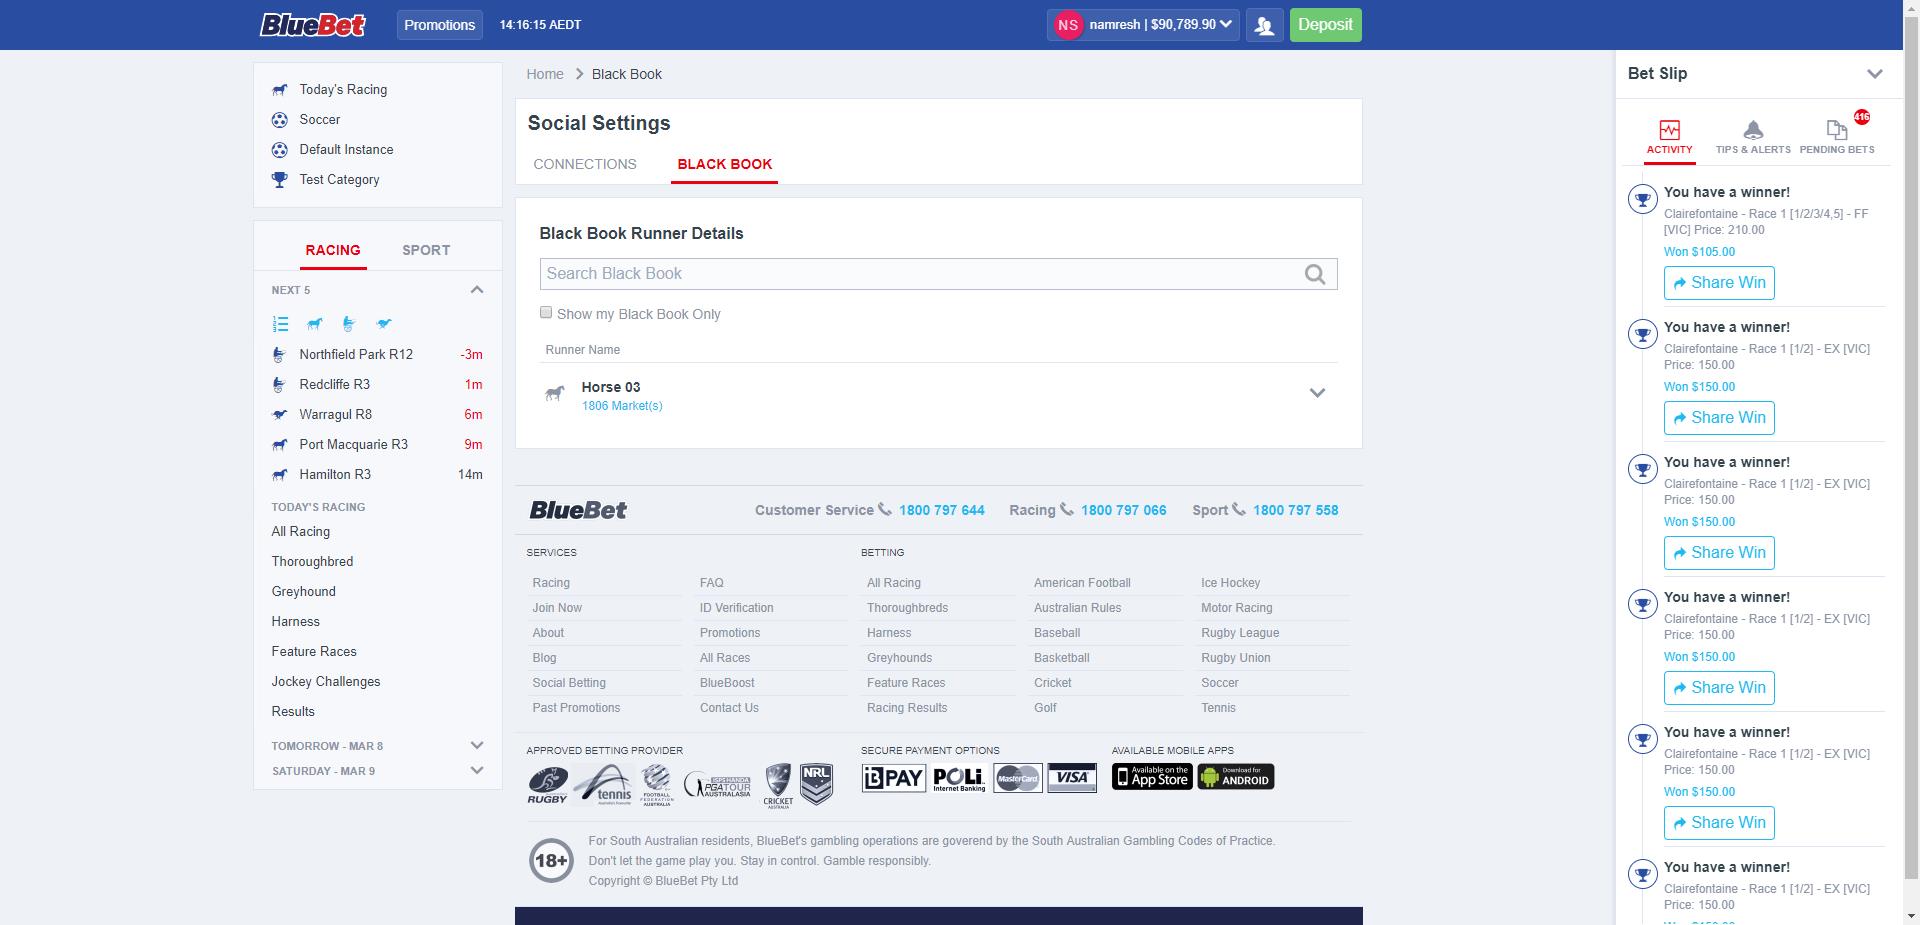 BlueBet
Promotions
14:16:15 AEDT
NS
namresh | $90,789.90
Deposit
Today's Racing
Soccer
Default Instance
Test Category
RACING
SPORT
NEXT 5
Northfield Park R12 -3m
Redcliffe R3 1m
Warragul R8 6m
Port Macquarie R3 9m
Hamilton R3 14m
TODAY'S RACING
All Racing
Thoroughbred
Greyhound
Harness
Feature Races
Jockey Challenges
Results
TOMORROW - MAR 8
SATURDAY - MAR 9
Home > Black Book
Social Settings
CONNECTIONS
BLACK BOOK
Black Book Runner Details
Search Black Book
Show my Black Book Only
Runner Name
Horse 03
1806 Market(s)
BlueBet
Customer Service 1800 797 644
Racing 1800 797 066
Sport 1800 797 558
SERVICES
Racing
Join Now
About
Blog
Social Betting
Past Promotions
FAQ
ID Verification
Promotions
All Races
BlueBoost
Contact Us
BETTING
All Racing
Thoroughbreds
Harness
Greyhounds
Feature Races
Racing Results
American Football
Australian Rules
Baseball
Basketball
Cricket
Golf
Ice Hockey
Motor Racing
Rugby League
Rugby Union
Soccer
Tennis
APPROVED BETTING PROVIDER
RUGBY
tennis
FOOTBALL
FEDERATION
AUSTRALIA
ISPS HANDA
PGA TOUR
AUSTRALASIA
CRICKET
AUSTRALIA
NRL
SECURE PAYMENT OPTIONS
BPAY
POLi
Internet Banking
MasterCard
VISA
AVAILABLE MOBILE APPS
Available on the
App Store
Download for
ANDROID
18+
For South Australian residents, BlueBet's gambling operations are goverend by the South Australian Gambling Codes of Practice.
Don't let the game play you. Stay in control. Gamble responsibly.
Copyright © BlueBet Pty Ltd
Bet Slip
ACTIVITY
TIPS & ALERTS
416
PENDING BETS
You have a winner!
Clairefontaine - Race 1 [1/2/3/4,5] - FF
[VIC] Price: 210.00
Won $105.00
Share Win
You have a winner!
Clairefontaine - Race 1 [1/2] - EX [VIC]
Price: 150.00
Won $150.00
Share Win
You have a winner!
Clairefontaine - Race 1 [1/2] - EX [VIC]
Price: 150.00
Won $150.00
Share Win
You have a winner!
Clairefontaine - Race 1 [1/2] - EX [VIC]
Price: 150.00
Won $150.00
Share Win
You have a winner!
Clairefontaine - Race 1 [1/2] - EX [VIC]
Price: 150.00
Won $150.00
Share Win
You have a winner!
Clairefontaine - Race 1 [1/2] - EX [VIC]
Price: 150.00